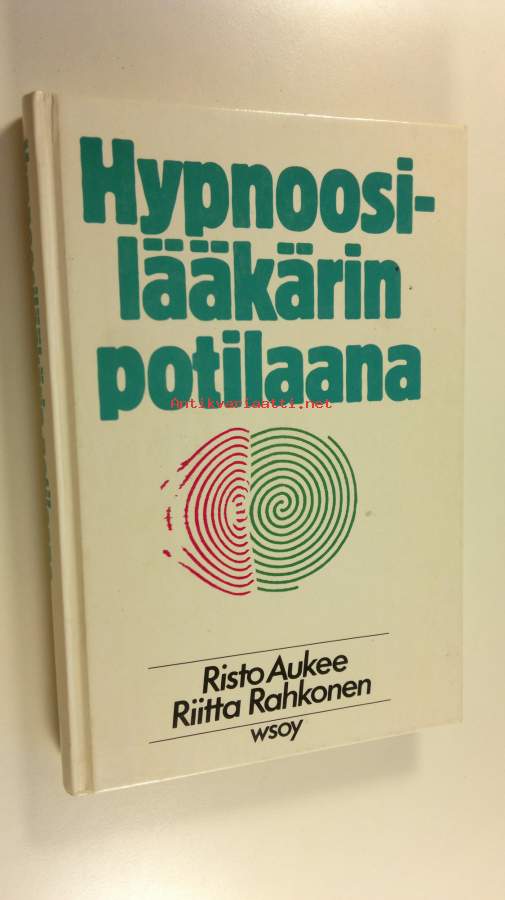 Hypnoosi-
lääkärin
potilaana
Antikvariaatti.net
Risto Aukee
Riitta Rahkonen
wsoy